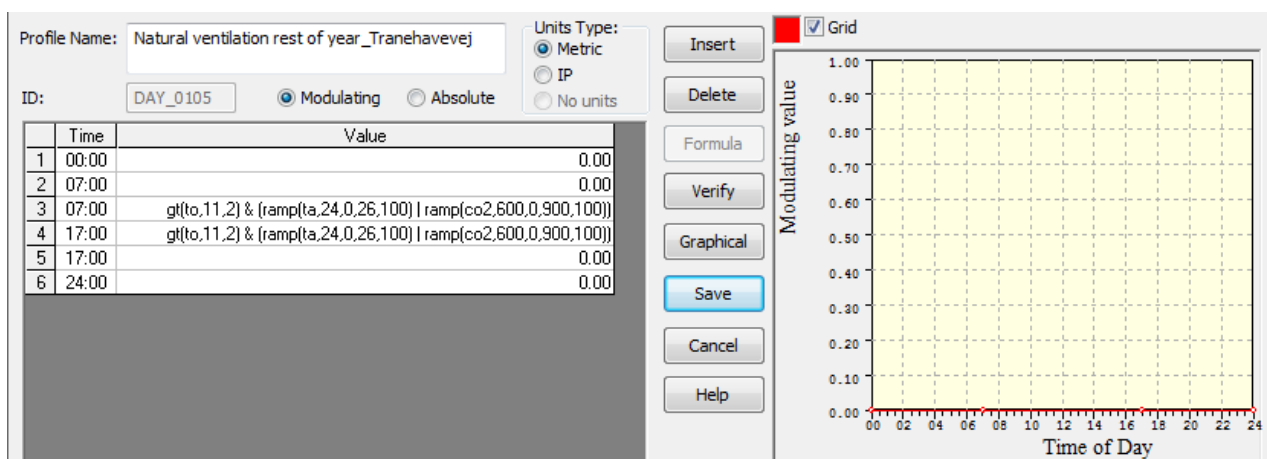 Profile Name:
Natural ventilation rest of year_Tranehavevej
Units Type:
Metric
IP
No units
ID:
DAY_0105
Modulating
Absolute
Time Value
1 00:00 0.00
2 07:00 0.00
3 07:00 gt(to,11,2) & (ramp(ta,24,0,26,100) | ramp(co2,600,0,900,100))
4 17:00 gt(to,11,2) & (ramp(ta,24,0,26,100) | ramp(co2,600,0,900,100))
5 17:00 0.00
6 24:00 0.00
Insert
Delete
Formula
Verify
Graphical
Save
Cancel
Help
Grid
Modulating value
1.00
0.90
0.80
0.70
0.60
0.50
0.40
0.30
0.20
0.10
0.00
00 02 04 06 08 10 12 14 16 18 20 22 24
Time of Day